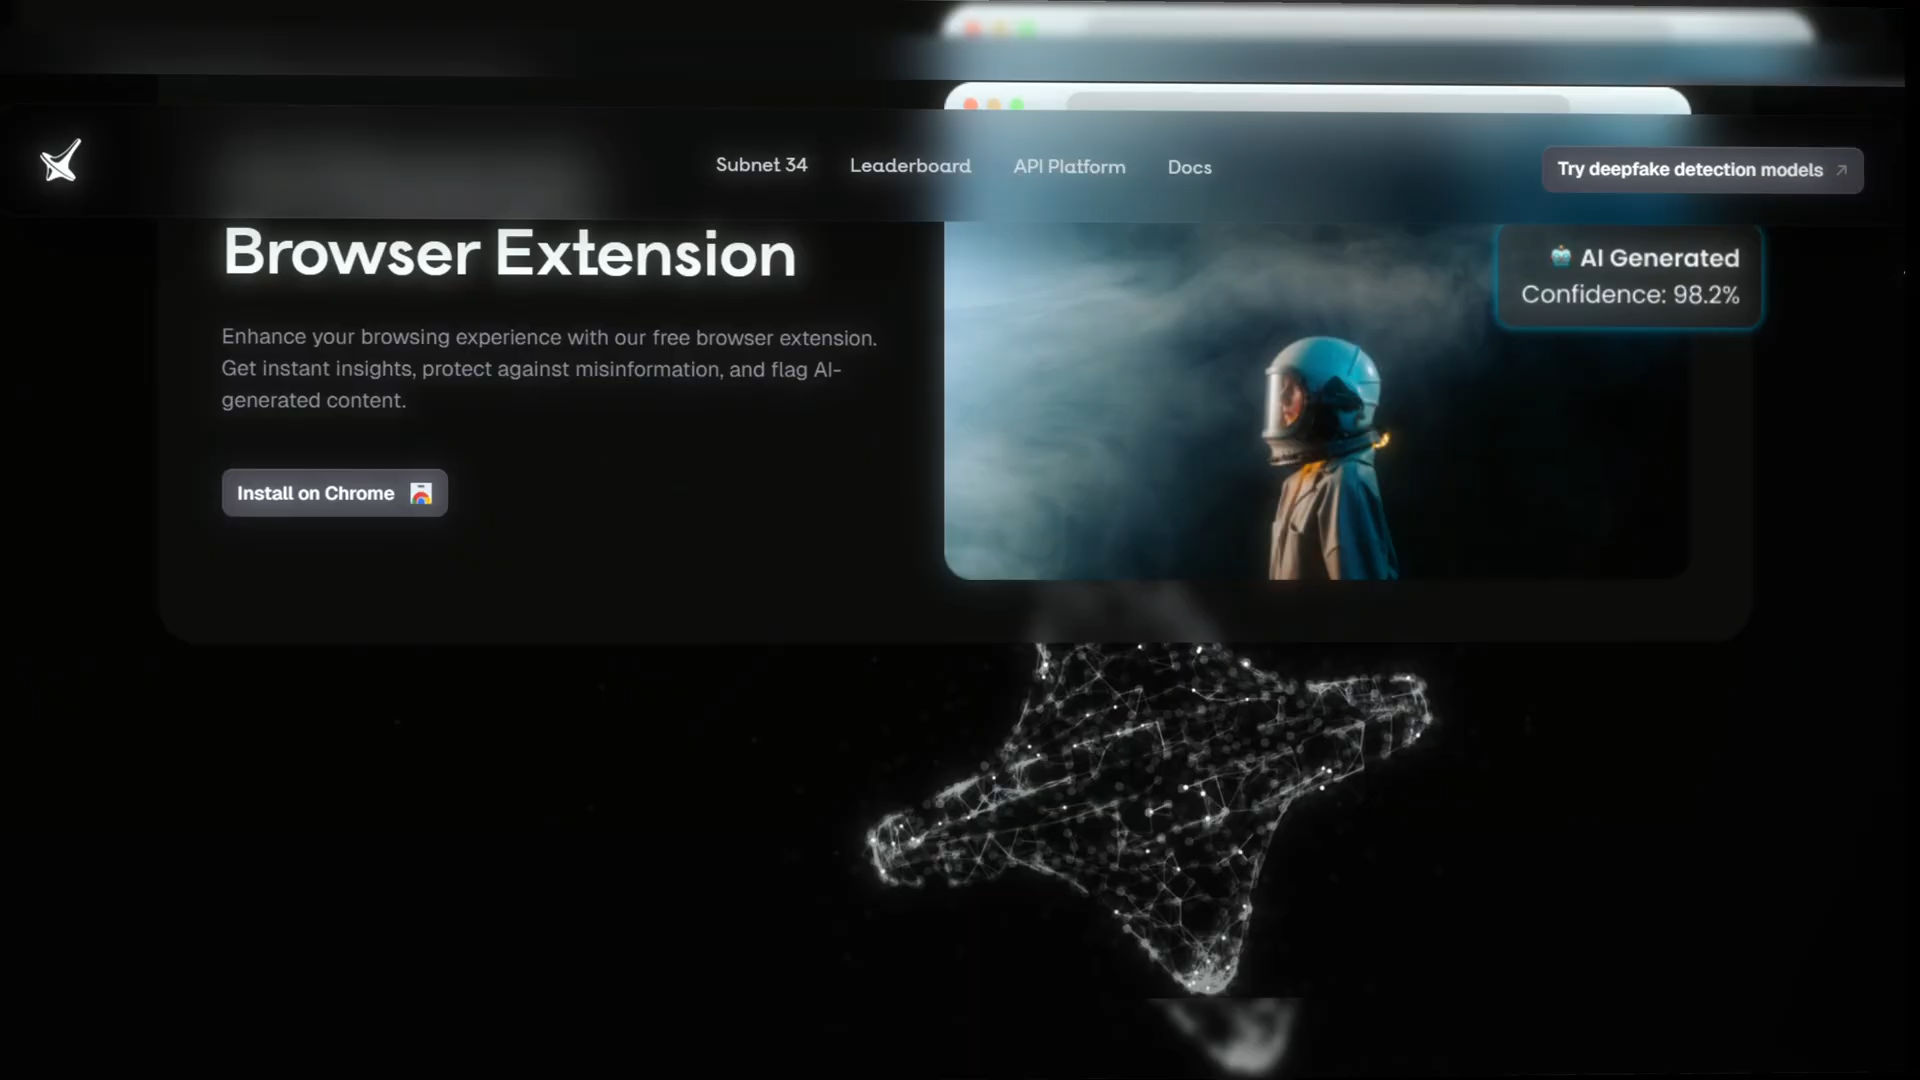 Subnet 34 Leaderboard API Platform Docs Try deepfake detection models
Browser Extension
AI Generated
Confidence: 98.2%
Enhance your browsing experience with our free browser extension.
Get instant insights, protect against misinformation, and flag AI-
generated content.
Install on Chrome